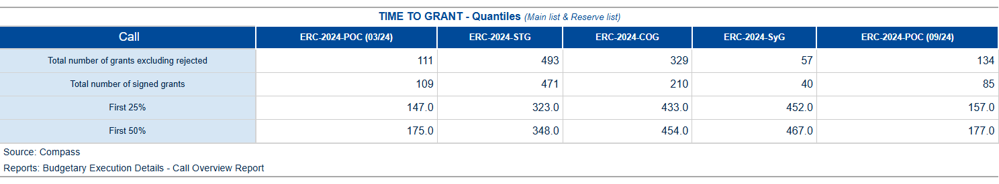 TIME TO GRANT - Quantiles (Main list & Reserve list)
Call ERC-2024-POC (03/24) ERC-2024-STG ERC-2024-COG ERC-2024-SyG ERC-2024-POC (09/24)
Total number of grants excluding rejected 111 493 329 57 134
Total number of signed grants 109 471 210 40 85
First 25% 147.0 323.0 433.0 452.0 157.0
First 50% 175.0 348.0 454.0 467.0 177.0
Source: Compass
Reports: Budgetary Execution Details - Call Overview Report